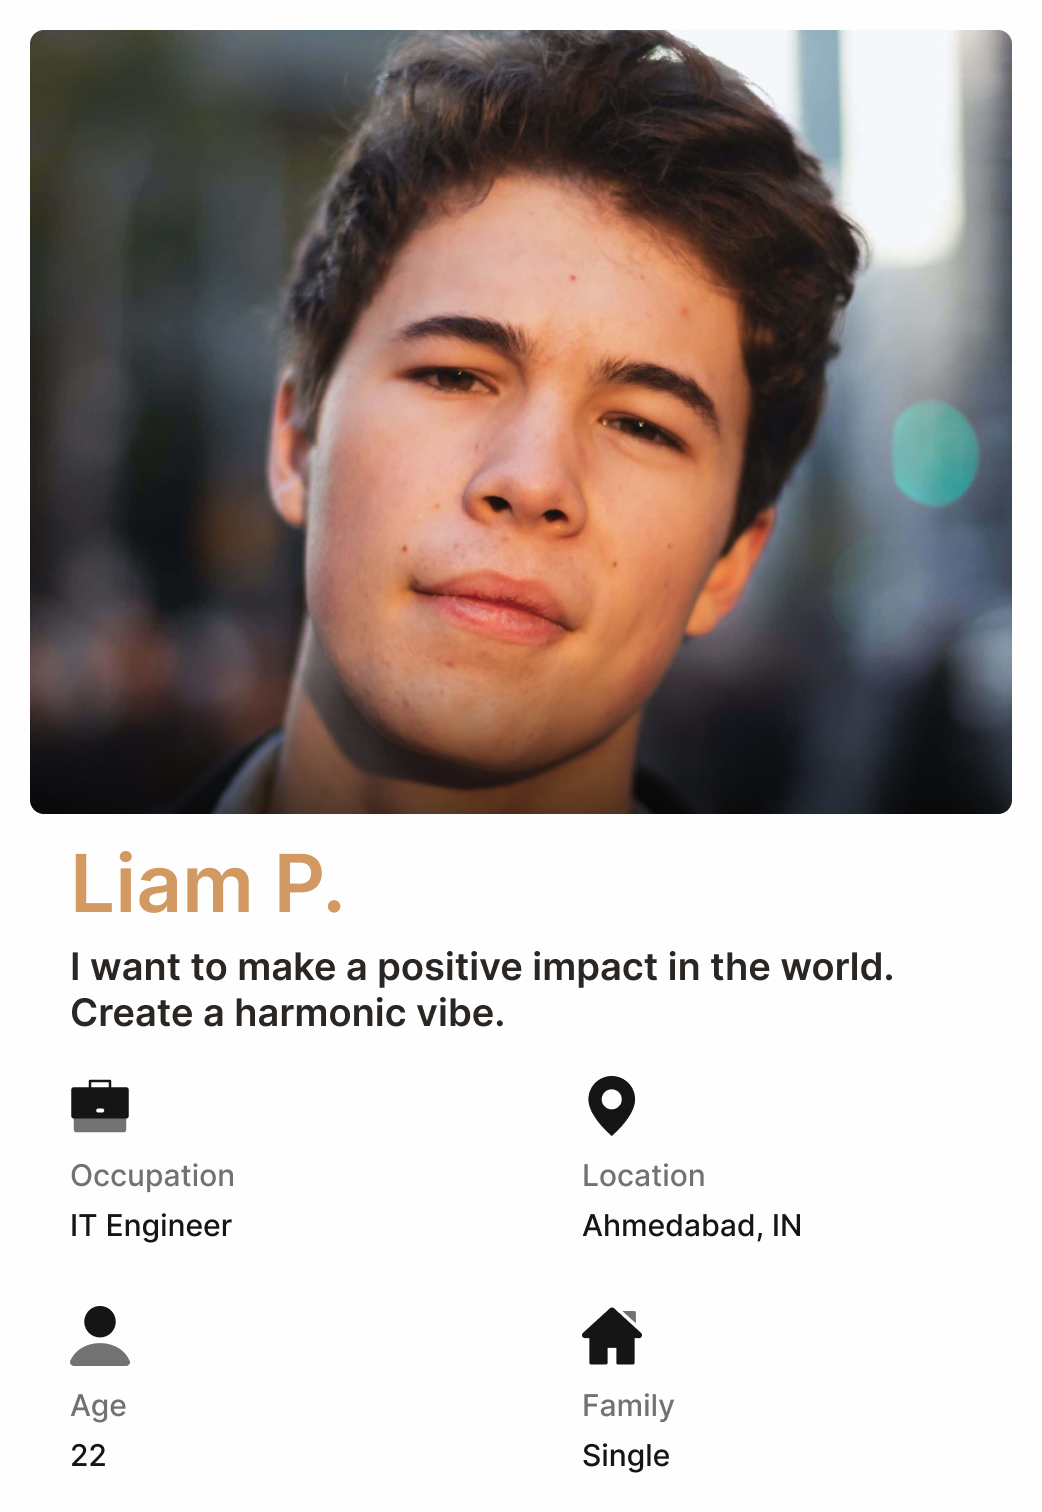 Liam P.
I want to make a positive impact in the world.
Create a harmonic vibe.
Occupation
IT Engineer
Location
Ahmedabad, IN
Age
22
Family
Single